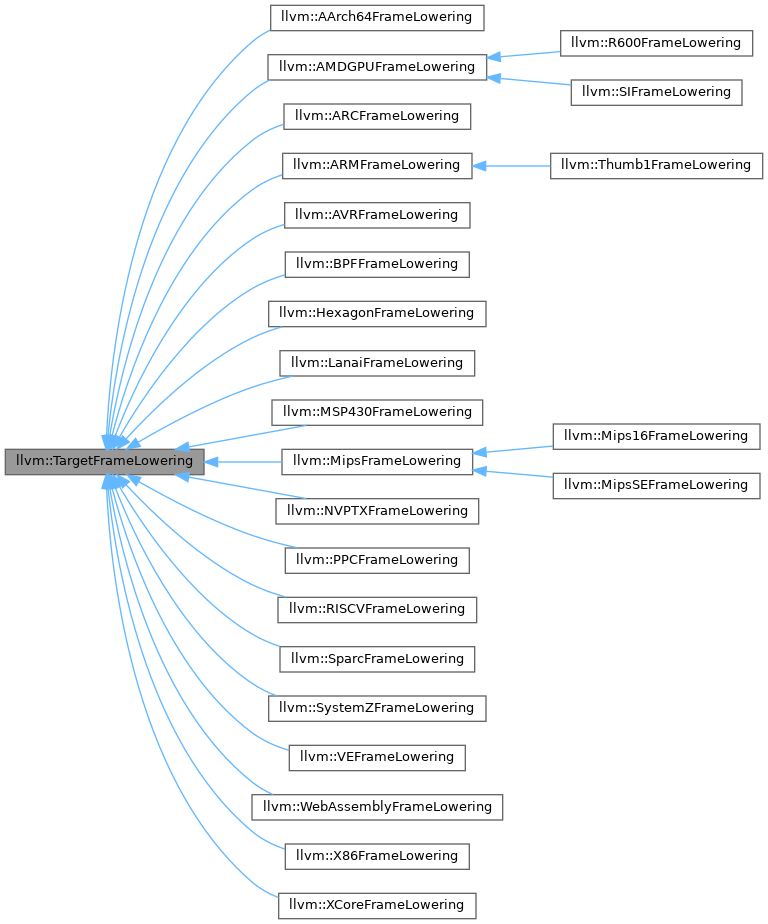 llvm::AArch64FrameLowering
llvm::R600FrameLowering
llvm::AMDGPUFrameLowering
llvm::SIFrameLowering
llvm::ARCFrameLowering
llvm::ARMFrameLowering
llvm::Thumb1FrameLowering
llvm::AVRFrameLowering
llvm::BPFFrameLowering
llvm::HexagonFrameLowering
llvm::LanaiFrameLowering
llvm::MSP430FrameLowering
llvm::Mips16FrameLowering
llvm::TargetFrameLowering
llvm::MipsFrameLowering
llvm::MipsSEFrameLowering
llvm::NVPTXFrameLowering
llvm::PPCFrameLowering
llvm::RISCVFrameLowering
llvm::SparcFrameLowering
llvm::SystemZFrameLowering
llvm::VEFrameLowering
llvm::WebAssemblyFrameLowering
llvm::X86FrameLowering
llvm::XCoreFrameLowering